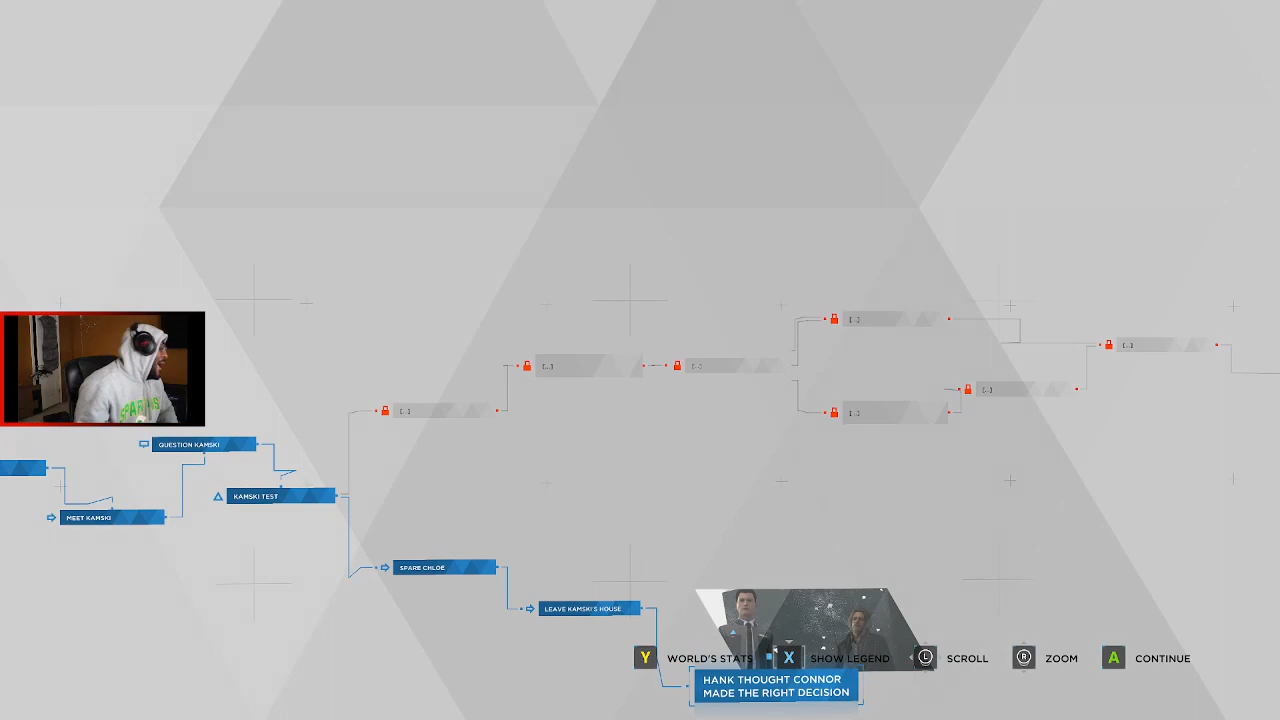 [...]
[...]
[...]
[...]
[...]
[...]
[...]
QUESTION KAMSKI
KAMSKI TEST
MEET KAMSKI
SPARE CHLOE
LEAVE KAMSKI'S HOUSE
Y WORLD'S STATS X SHOW LEGEND L SCROLL R ZOOM A CONTINUE
HANK THOUGHT CONNOR
MADE THE RIGHT DECISION